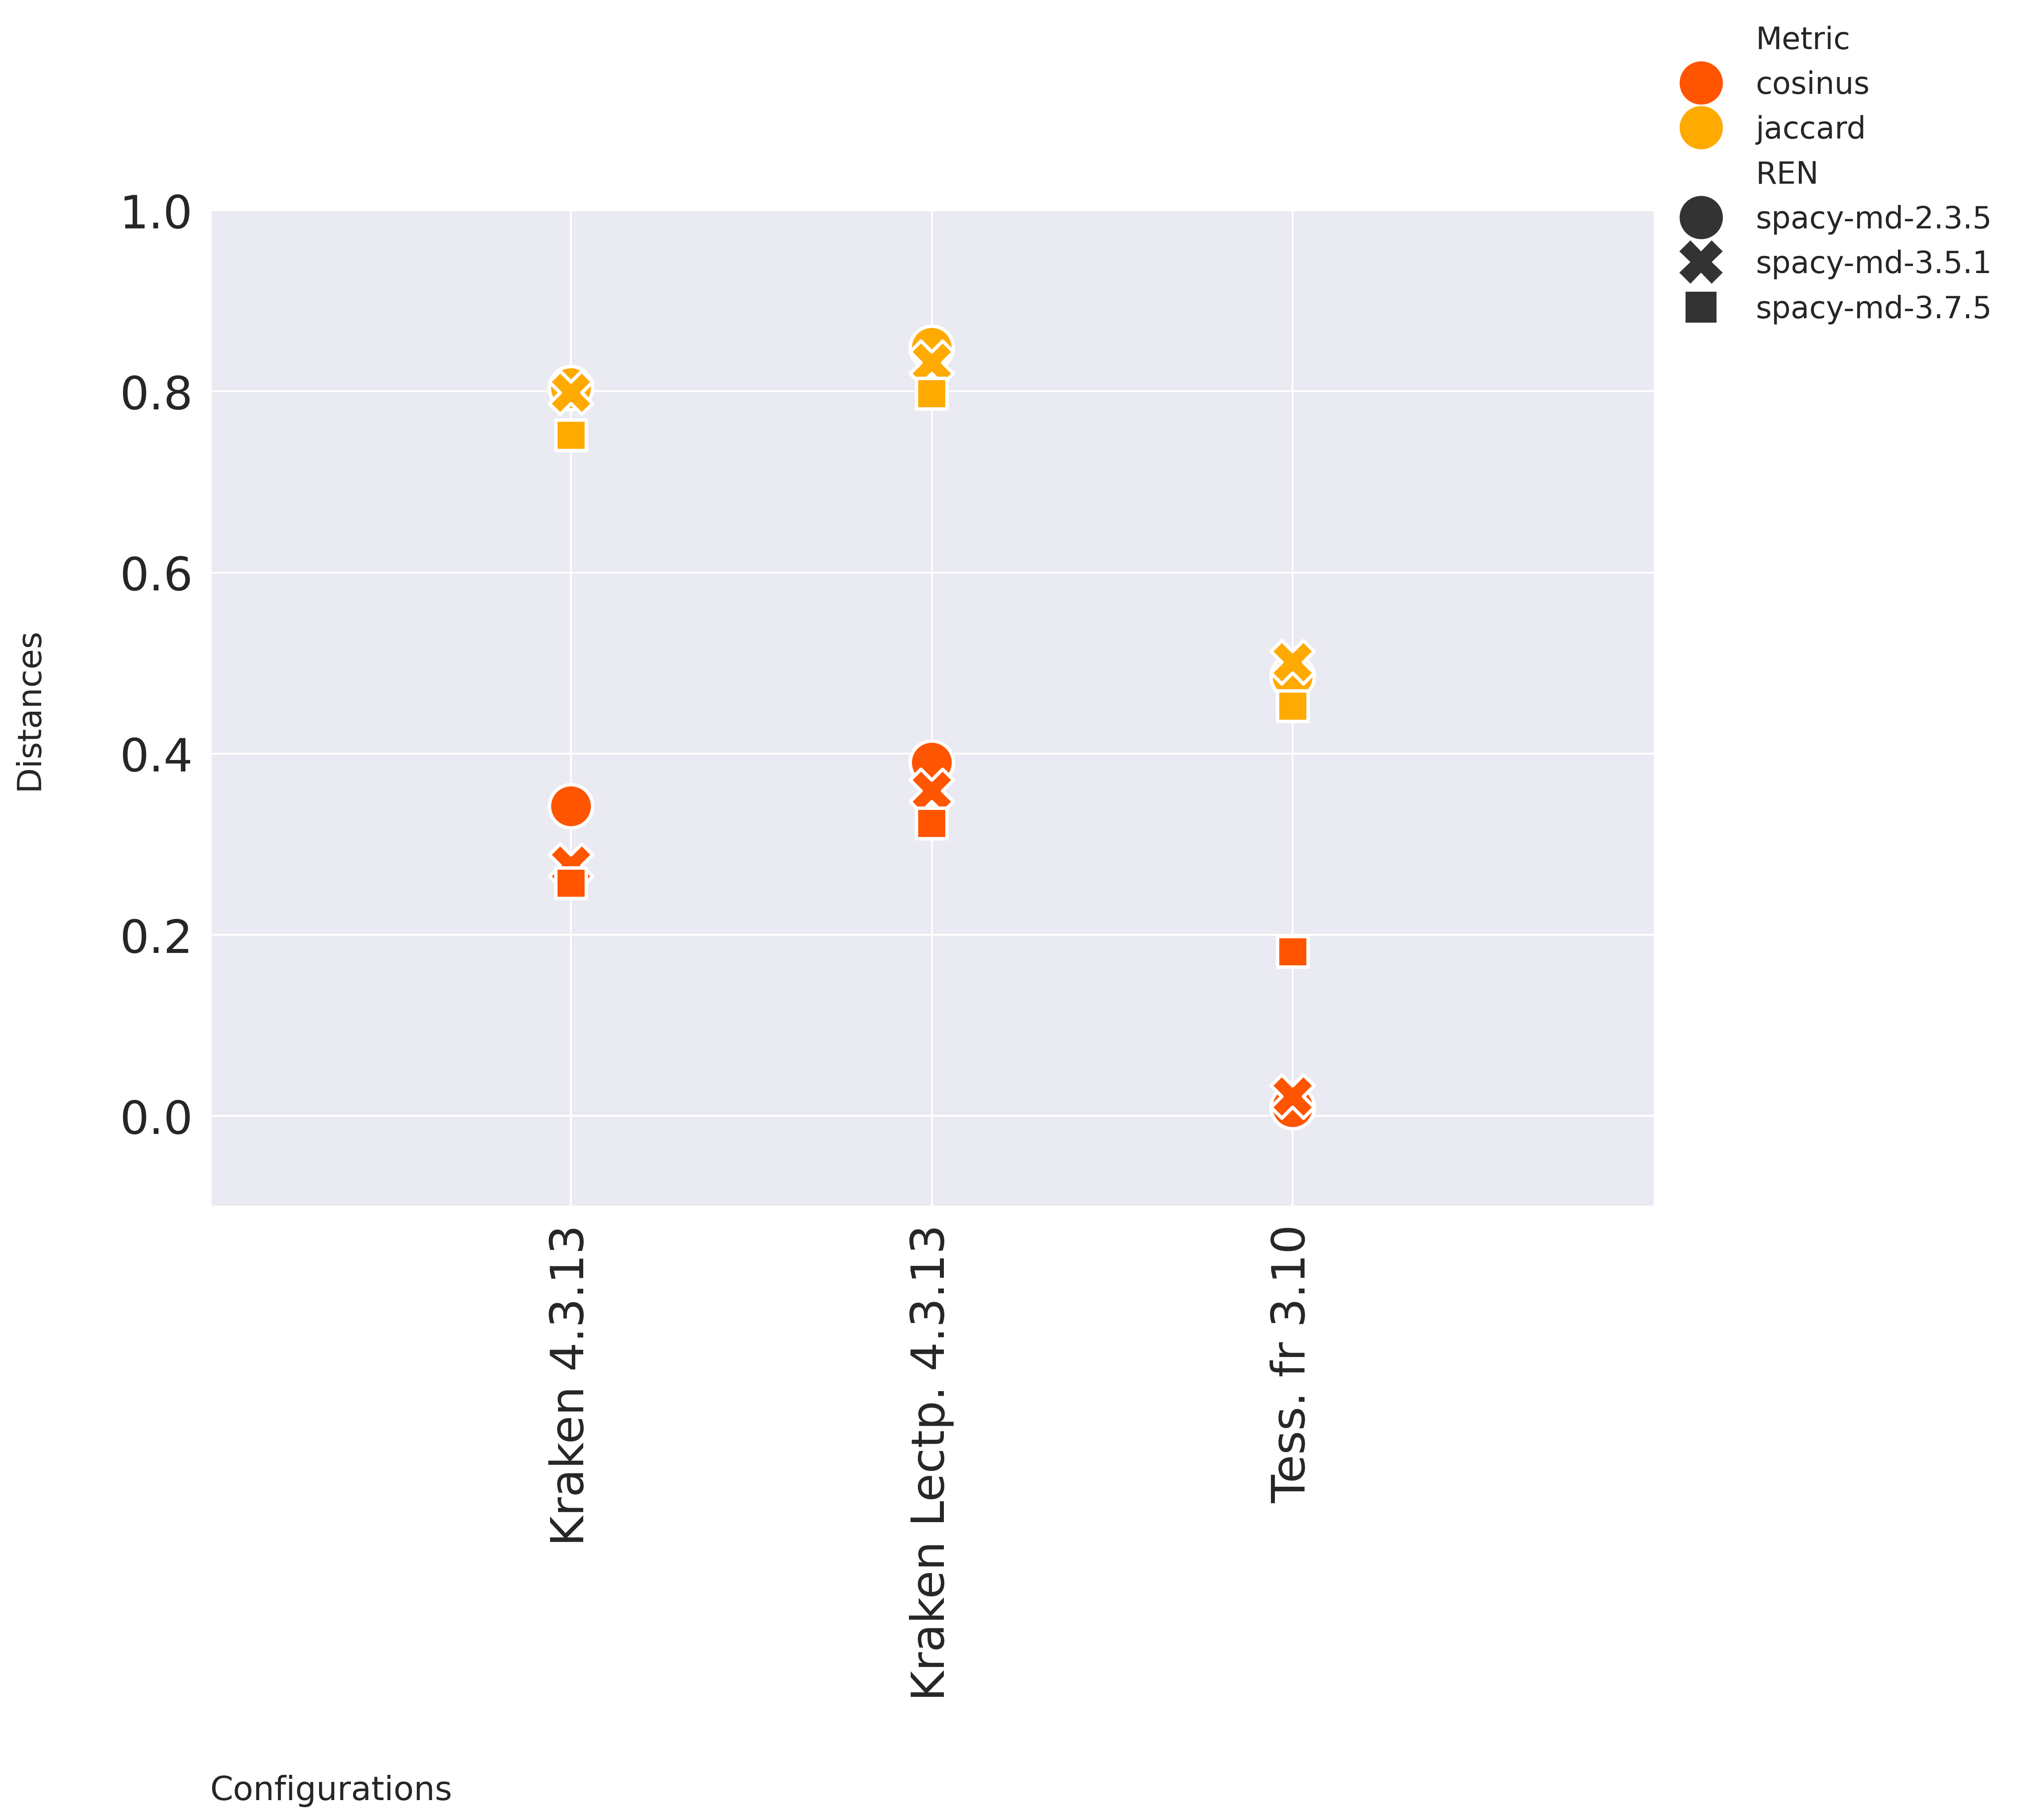 Metric
cosinus
jaccard
REN
spacy-md-2.3.5
spacy-md-3.5.1
spacy-md-3.7.5
1.0
0.8
0.6
0.4
0.2
0.0
Distances
Kraken 4.3.13
Kraken Lectp. 4.3.13
Tess. fr 3.10
Configurations